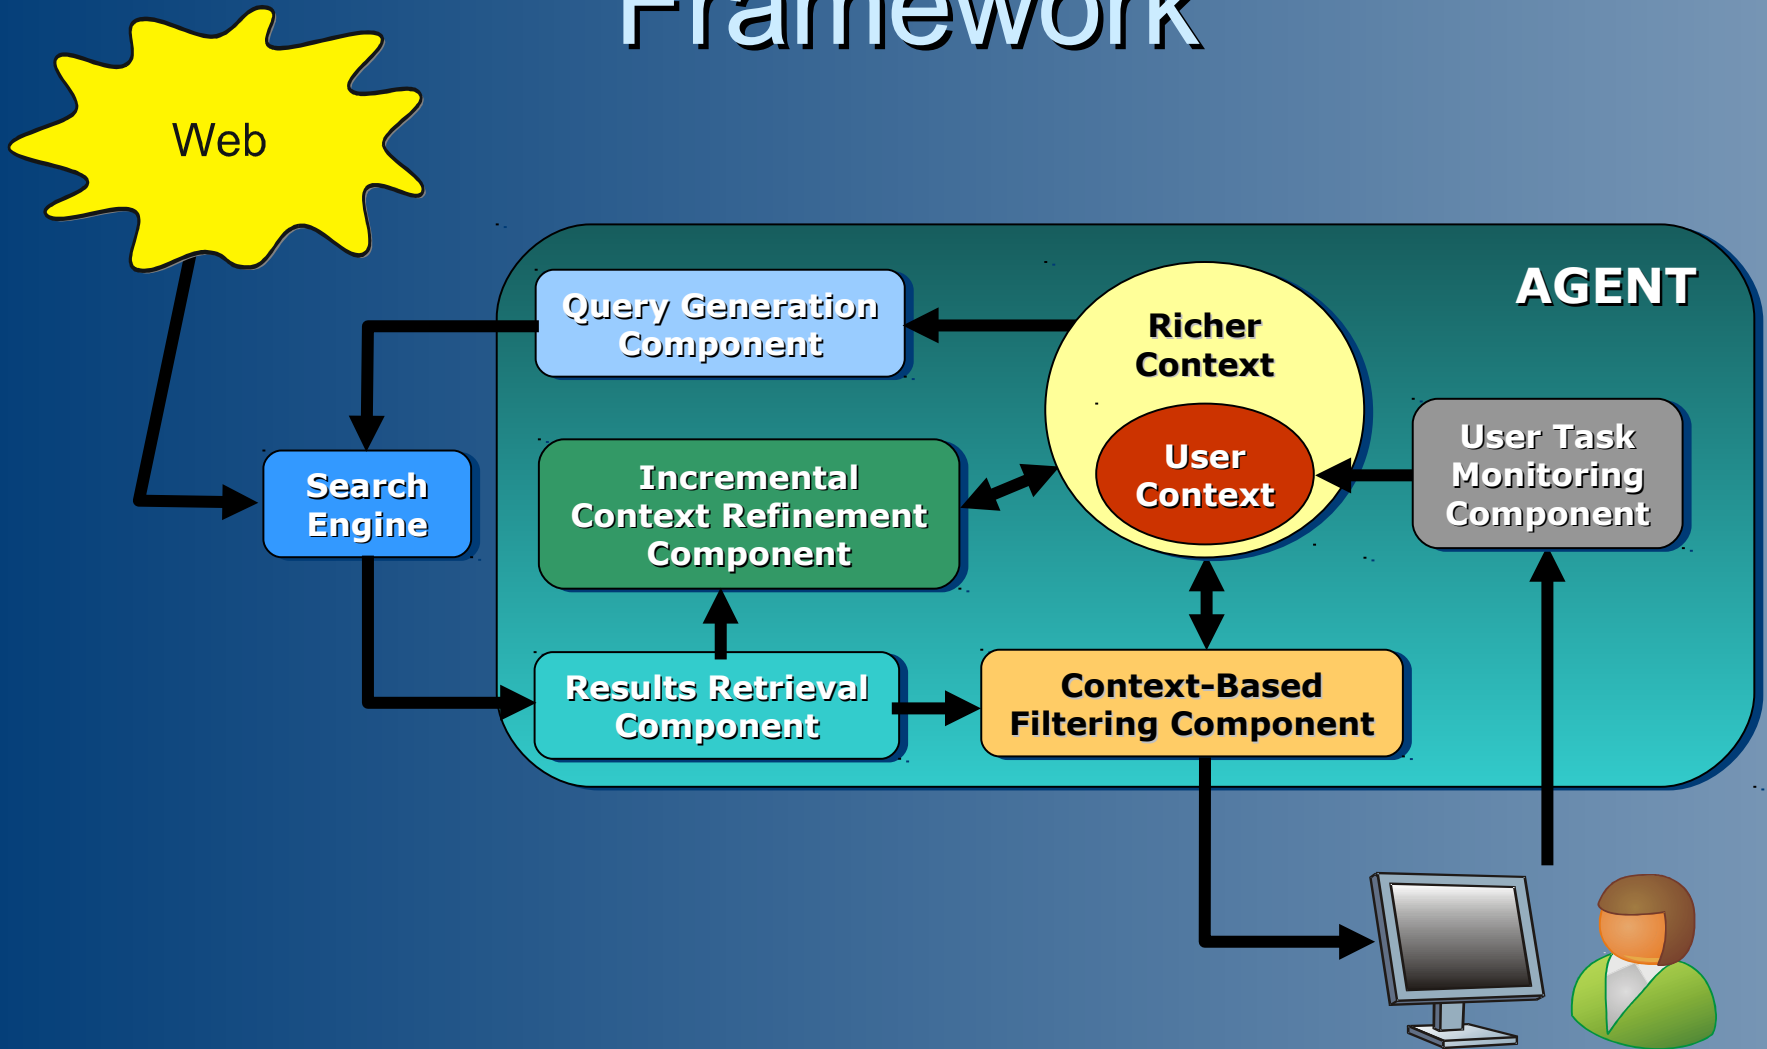 Framework
Web
AGENT
Query Generation
Component
Richer
Context
User Task
Monitoring
Component
User
Context
Search
Engine
Incremental
Context Refinement
Component
Results Retrieval
Component
Context-Based
Filtering Component